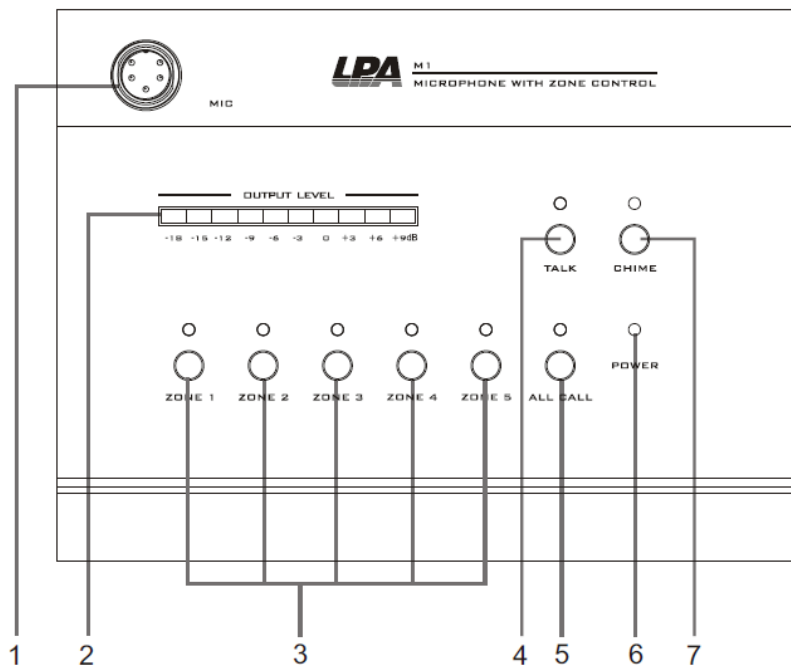 LPA M1
MICROPHONE WITH ZONE CONTROL
MIC
OUTPUT LEVEL
-18 -15 -12 -9 -6 -3 0 +3 +6 +9dB
TALK CHIME
POWER
ZONE 1 ZONE 2 ZONE 3 ZONE 4 ZONE 5 ALL CALL
1 2 3 4 5 6 7